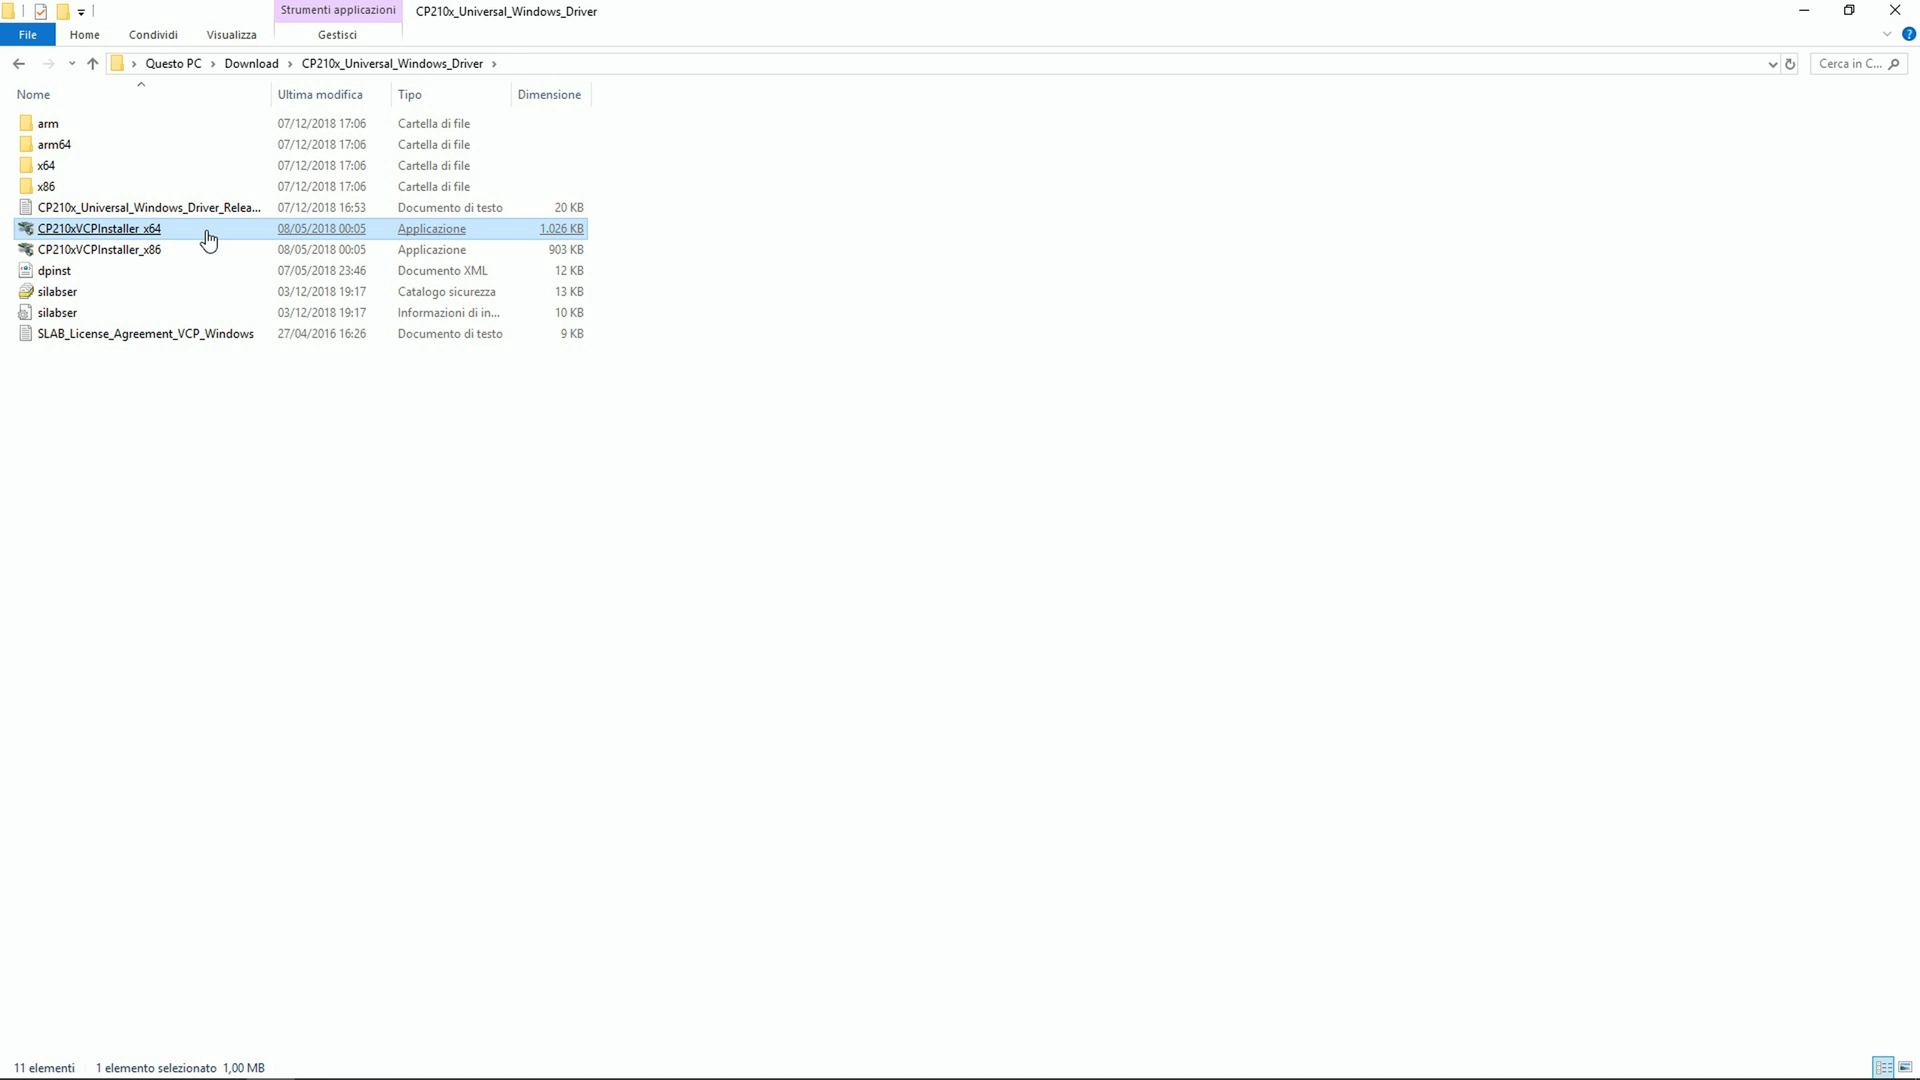 Strumenti applicazioni CP210x_Universal_Windows_Driver
File Home Condividi Visualizza Gestisci
Questo PC Download CP210x_Universal_Windows_Driver Cerca in C...
Nome Ultima modifica Tipo Dimensione
arm 07/12/2018 17:06 Cartella di file
arm64 07/12/2018 17:06 Cartella di file
x64 07/12/2018 17:06 Cartella di file
x86 07/12/2018 17:06 Cartella di file
CP210x_Universal_Windows_Driver_Relea... 07/12/2018 16:53 Documento di testo 20 KB
CP210xVCPInstaller_x64 08/05/2018 00:05 Applicazione 1.026 KB
CP210xVCPInstaller_x86 08/05/2018 00:05 Applicazione 903 KB
dpinst 07/05/2018 23:46 Documento XML 12 KB
silabser 03/12/2018 19:17 Catalogo sicurezza 13 KB
silabser 03/12/2018 19:17 Informazioni di in... 10 KB
SLAB_License_Agreement_VCP_Windows 27/04/2016 16:26 Documento di testo 9 KB
11 elementi 1 elemento selezionato 1,00 MB